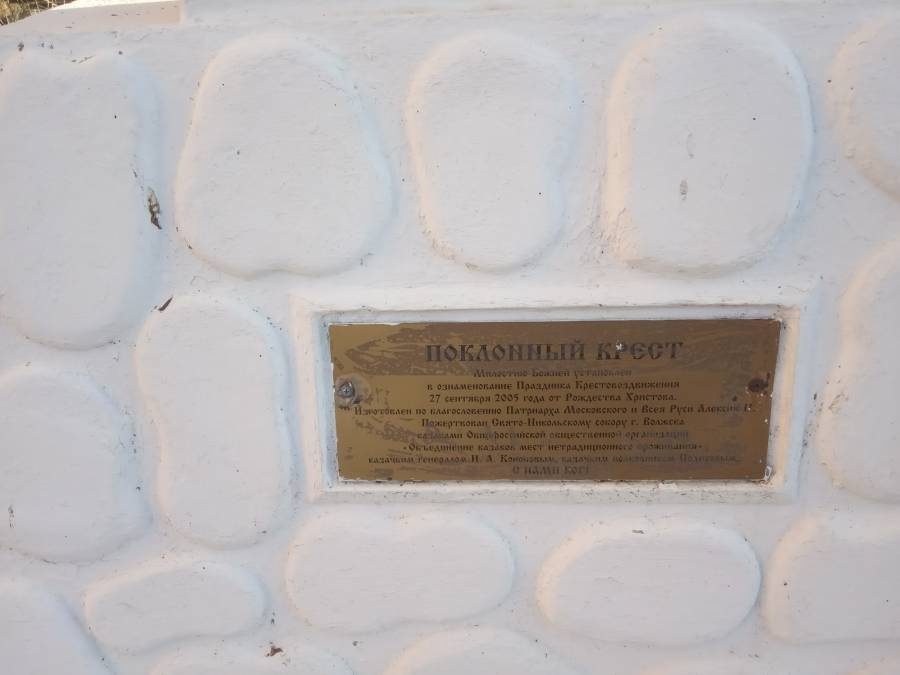 ПОКЛОННЫЙ КРЕСТ
Милостию Божией установлен
в ознаменование Праздника Крестовоздвижения
27 сентября 2005 года от Рождества Христова.
Изготовлен по благословению Патриарха Московского и Всея Руси Алексия II
Пожертвован Свято-Никольскому собору г. Волжска
казаками Общероссийской общественной организации
«Объединение казаков мест нетрадиционного проживания»
казачьим генералом И. А. Кононовым, казачьим полковником
С НАМИ БОГ!